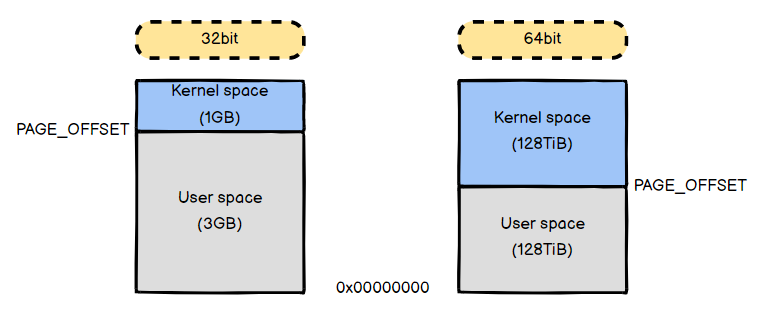 32bit
64bit
Kernel space
(1GB)
PAGE_OFFSET
User space
(3GB)
Kernel space
(128TiB)
PAGE_OFFSET
User space
(128TiB)
0x00000000